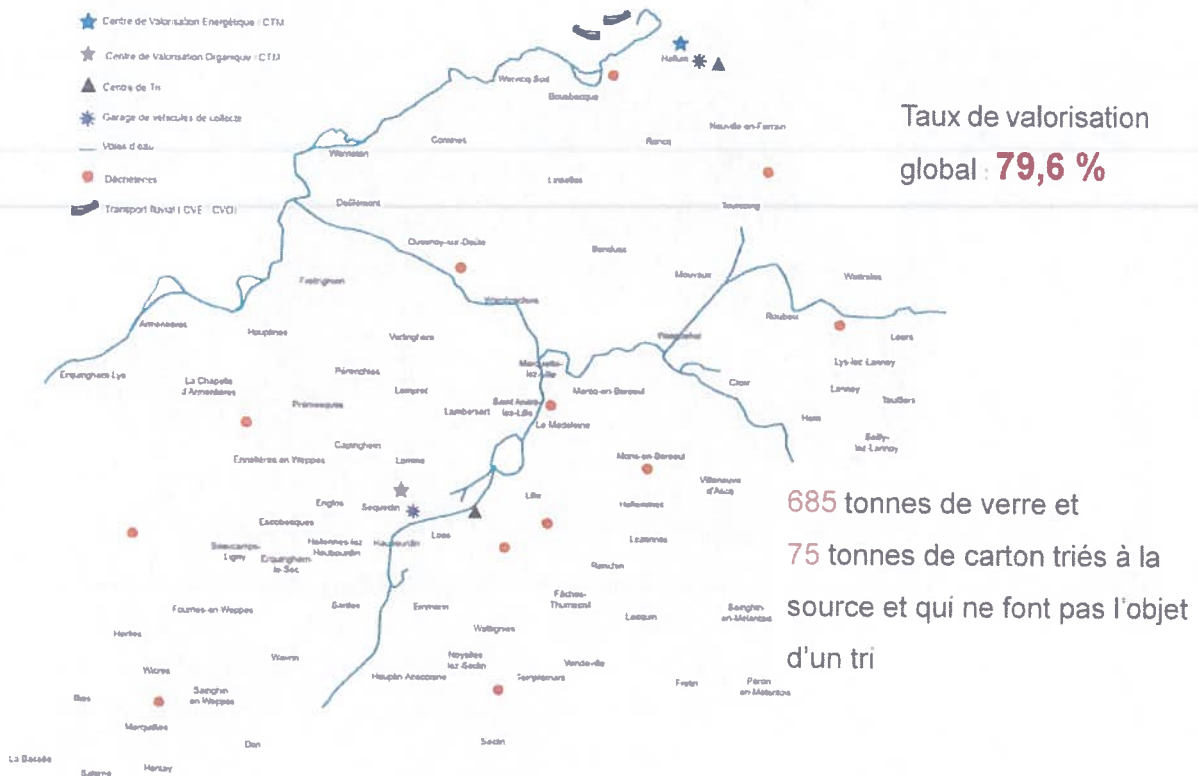 Centre de Valorisation Energétique : CTM
Centre de Valorisation Organique : CTM
Centre de Tri
Garage de véhicules de collecte
Voies d'eau
Déchèteries
Transport fluvial ( CVE : CVO)
Halluin
Wervicq Sud
Bousbecque
Neuville-en-Ferrain
Comines
Roncq
Warneton
Linselles
Deûlémont
Tourcoing
Quesnoy-sur-Deûle
Bondues
Mouvaux
Wattrelos
Frelinghien
Wambrechies
Armentières
Houplines
Verlinghem
Roubaix
Wasquehal
Leers
Erquinghem Lys
La Chapelle
d'Armentières
Pérenchies
Marquette-
lez-Lille
Lys-lez-Lannoy
Croix
Lompret
Marcq-en-Baroeul
Lannoy
Prémesques
Lambersart
Saint André-
lez-Lille
Toufflers
La Madeleine
Hem
Capinghem
Sailly-
lez-Lannoy
Ennetières en Weppes
Lomme
Mons-en-Baroeul
Villeneuve
d'Ascq
Englos
Sequedin
Lille
Hellemmes
Escobecques
Loos
Lezennes
Beaucamps-
Ligny
Erquinghem-
le-Sec
Hallennes-lez
Haubourdin
Haubourdin
Ronchin
Fournes-en-Weppes
Santes
Emmerin
Fâches-
Thumesnil
Lesquin
Sainghin
-en-Mélantois
Herlies
Wattignies
Wicres
Wavrin
Noyelles
lez-Seclin
Vendeville
Houplin Ancoisne
Templemars
Fretin
Péron
en-Mélantois
Illies
Sainghin
en-Weppes
Marquillies
Don
Seclin
La Bassée
Salomé
Hantay
Taux de valorisation
global : 79,6 %
685 tonnes de verre et
75 tonnes de carton triés à la
source et qui ne font pas l'objet
d'un tri